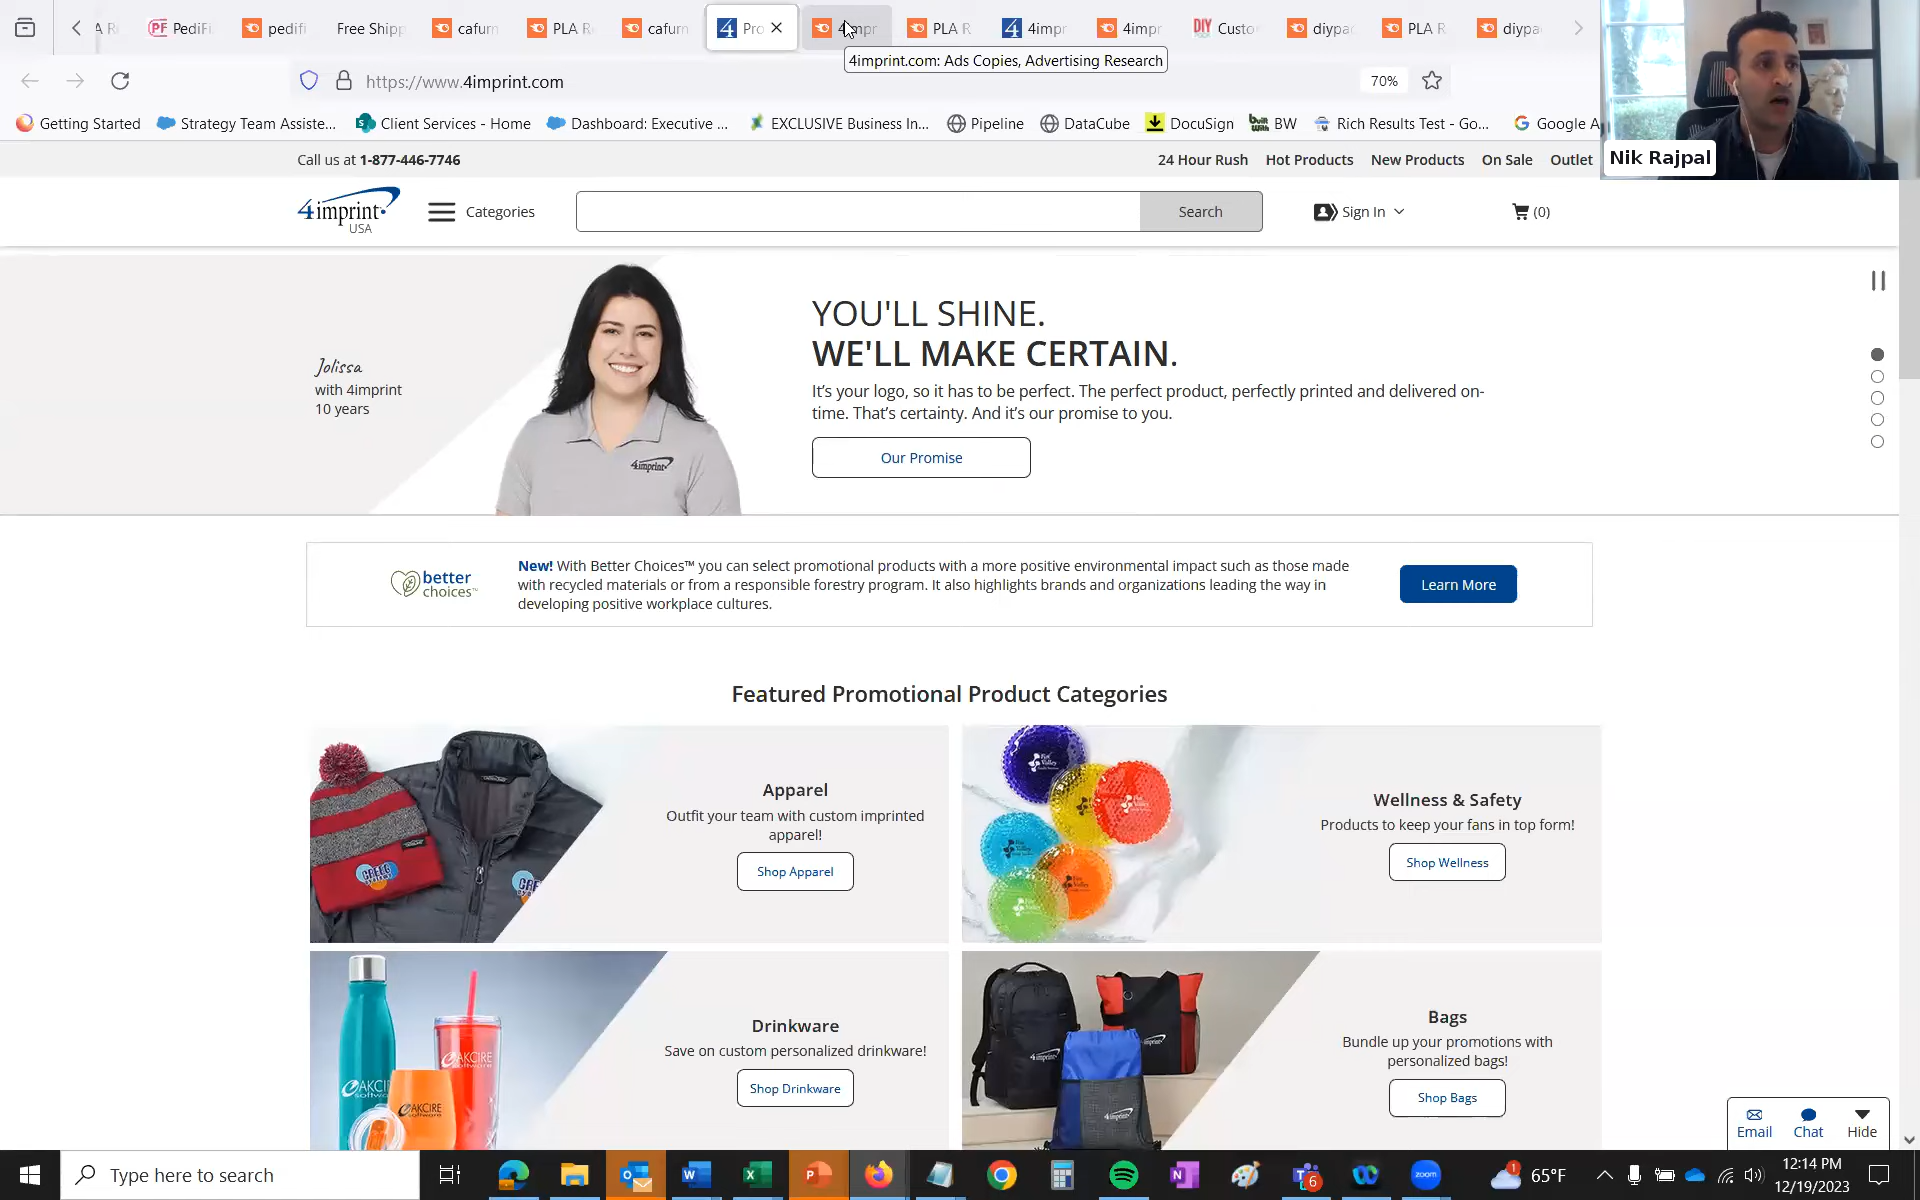 PediFi
pedifi
Free Shipp
cafurn
PLA R
cafurn
Pro
4impr
PLA R
4impr
4impr
DIY
Custo
diypac
PLA R
diypa
4imprint.com: Ads Copies, Advertising Research
https://www.4imprint.com
70%
Getting Started
Strategy Team Assiste...
Client Services - Home
Dashboard: Executive ...
EXCLUSIVE Business In...
Pipeline
DataCube
DocuSign
BW
Rich Results Test - Go...
Google A
Nik Rajpal
Call us at 1-877-446-7746
24 Hour Rush
Hot Products
New Products
On Sale
Outlet
4imprint
USA
Categories
Search
Sign In
(0)
Jolissa
with 4imprint
10 years
YOU'LL SHINE.
WE'LL MAKE CERTAIN.
It's your logo, so it has to be perfect. The perfect product, perfectly printed and delivered on-
time. That's certainty. And it's our promise to you.
Our Promise
4imprint
better
choices™
New! With Better Choices™ you can select promotional products with a more positive environmental impact such as those made
with recycled materials or from a responsible forestry program. It also highlights brands and organizations leading the way in
developing positive workplace cultures.
Learn More
Featured Promotional Product Categories
Apparel
Outfit your team with custom imprinted
apparel!
Shop Apparel
Wellness & Safety
Products to keep your fans in top form!
Shop Wellness
Drinkware
Save on custom personalized drinkware!
Shop Drinkware
Bags
Bundle up your promotions with
personalized bags!
Shop Bags
Email
Chat
Hide
Type here to search
zoom
6
1
65°F
12:14 PM
12/19/2023